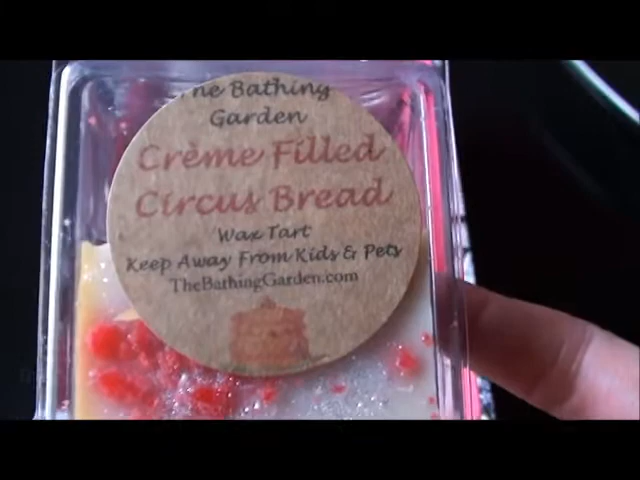 The Bathing
Garden
Crème Filled
Circus Bread
Wax Tart
Keep Away From Kids & Pets
TheBathingGarden.com